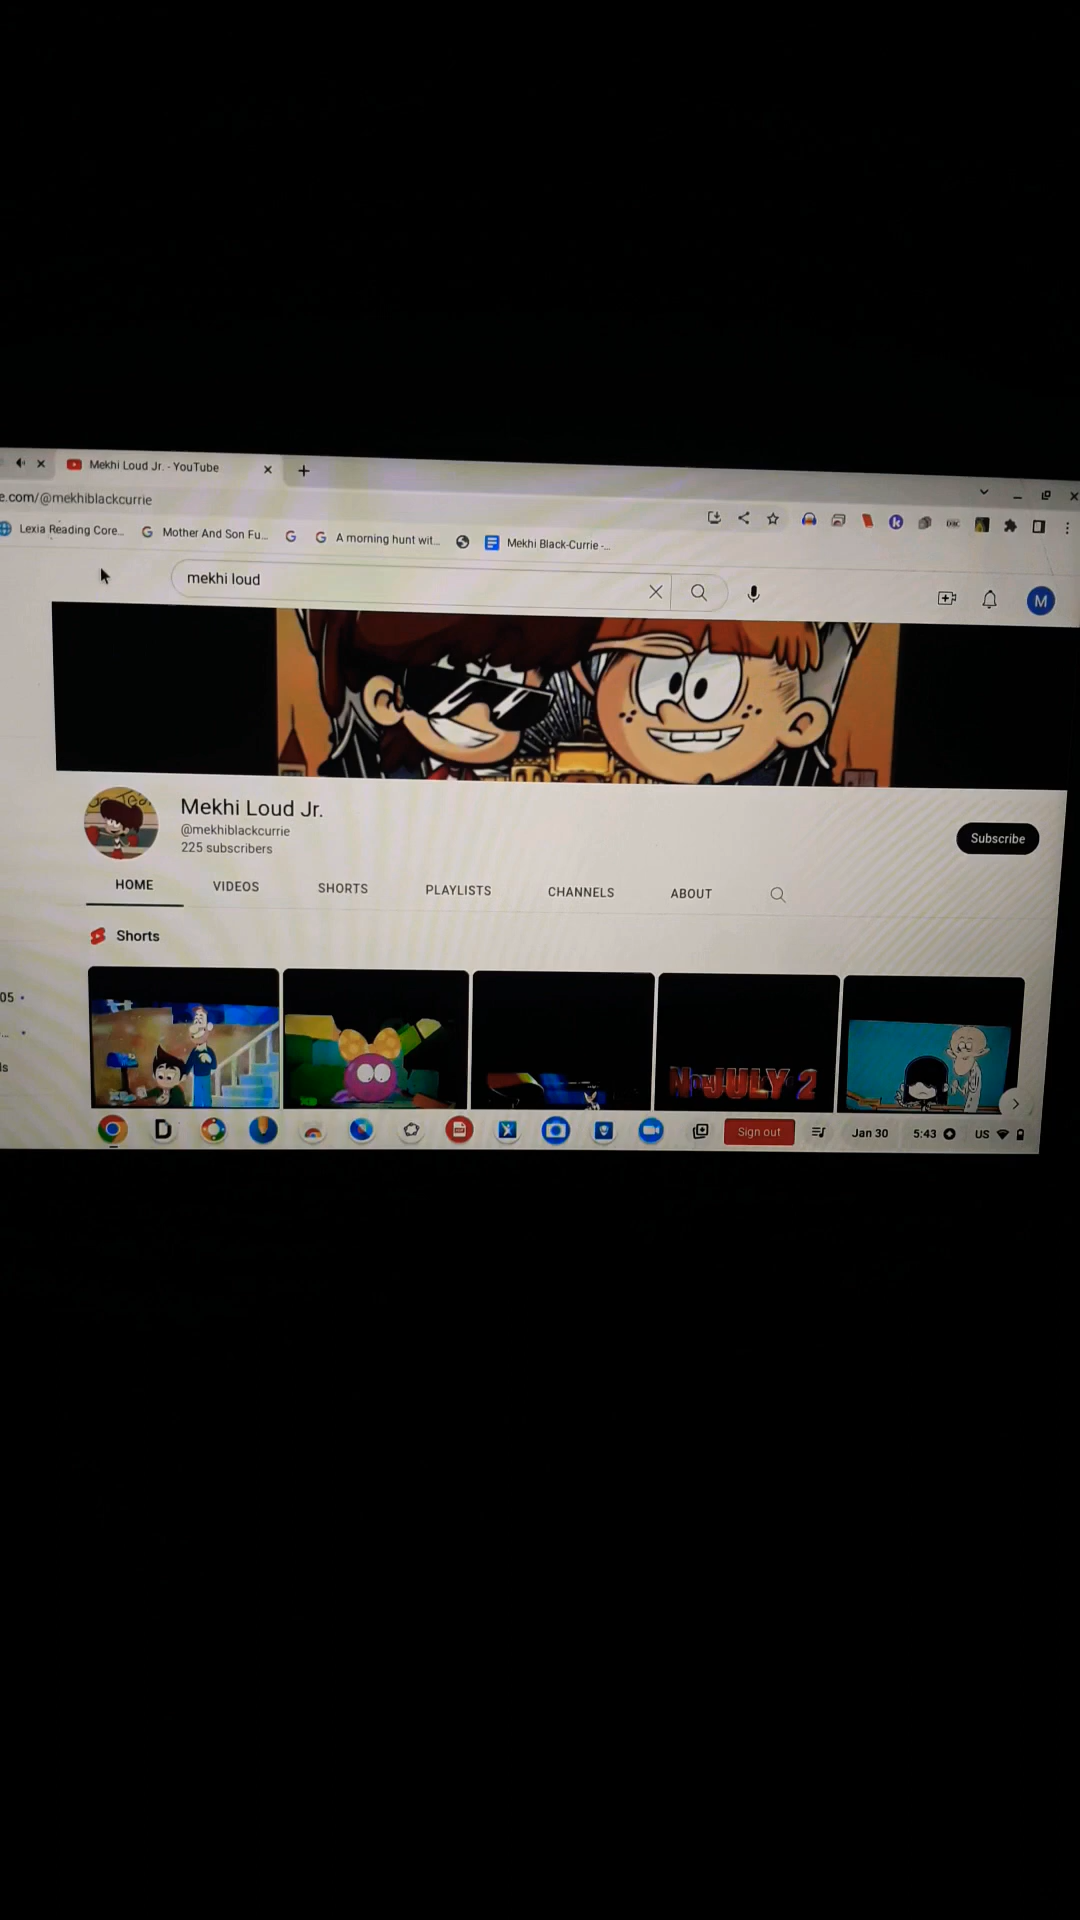 Mekhi Loud Jr. - YouTube
e.com/@mekhiblackcurrie
Lexia Reading Core...
Mother And Son Fu...
A morning hunt wit...
Mekhi Black-Currie -...
mekhi loud
M
Mekhi Loud Jr.
@mekhiblackcurrie
225 subscribers
Subscribe
HOME
VIDEOS
SHORTS
PLAYLISTS
CHANNELS
ABOUT
Shorts
05 •
... •
ls
JULY 2
Sign out
Jan 30
5:43
US